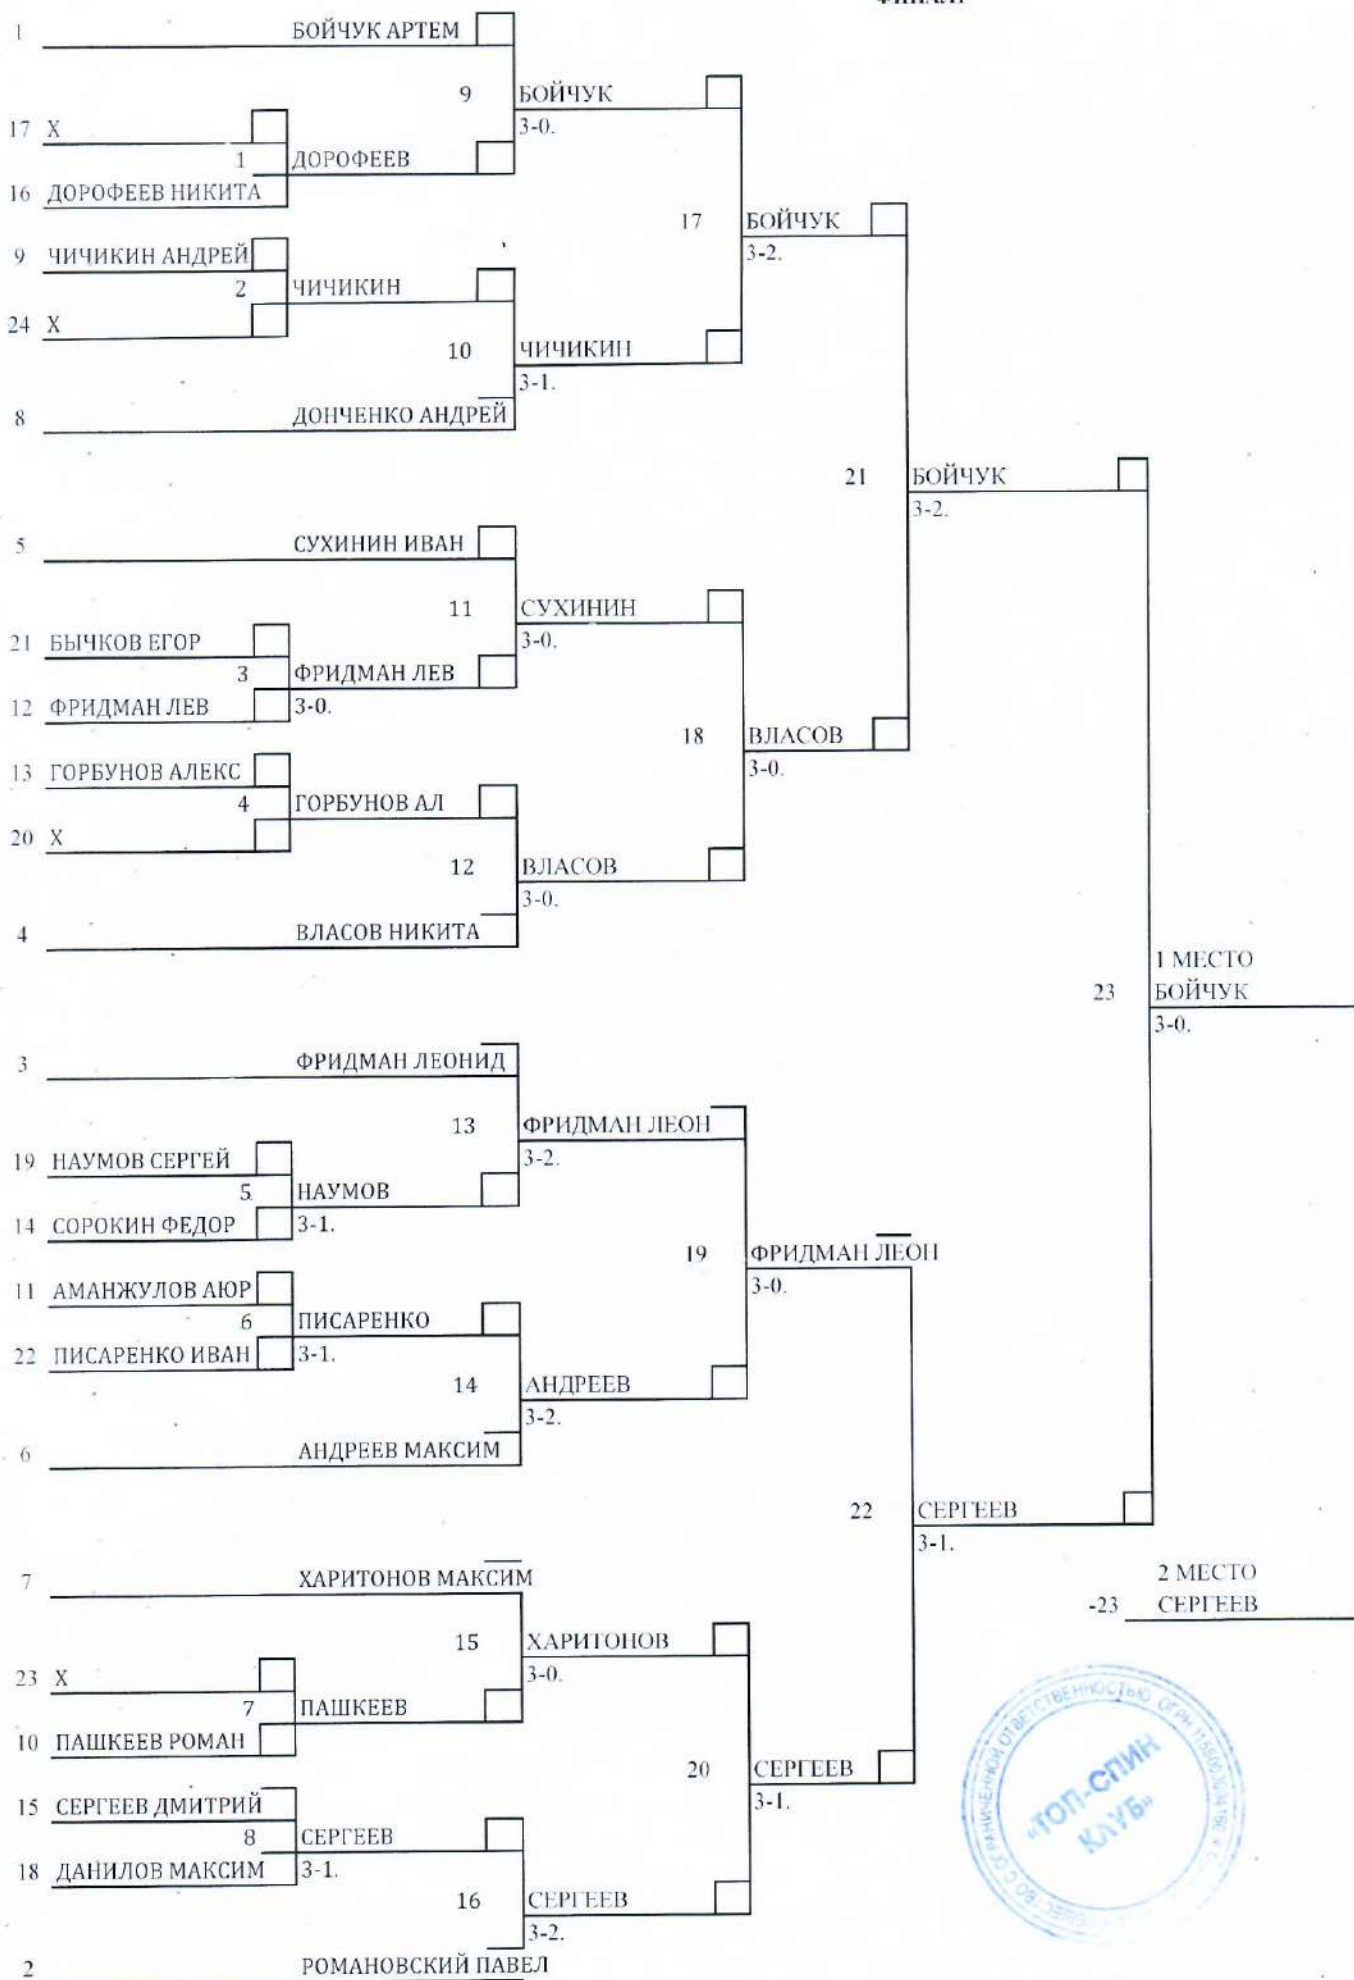 ФИНАЛ.
1 БОЙЧУК АРТЕМ
9 БОЙЧУК
17 X 3-0.
1 ДОРОФЕЕВ
16 ДОРОФЕЕВ НИКИТА
17 БОЙЧУК
9 ЧИЧИКИН АНДРЕЙ 3-2.
2 ЧИЧИКИН
24 X
10 ЧИЧИКИН
3-1.
8 ДОНЧЕНКО АНДРЕЙ
21 БОЙЧУК
3-2.
5 СУХИНИН ИВАН
11 СУХИНИН
21 БЫЧКОВ ЕГОР 3-0.
3 ФРИДМАН ЛЕВ
12 ФРИДМАН ЛЕВ 3-0.
18 ВЛАСОВ
13 ГОРБУНОВ АЛЕКС 3-0.
4 ГОРБУНОВ АЛ
20 X
12 ВЛАСОВ
3-0.
4 ВЛАСОВ НИКИТА
1 МЕСТО
23 БОЙЧУК
3-0.
3 ФРИДМАН ЛЕОНИД
13 ФРИДМАН ЛЕОН
19 НАУМОВ СЕРГЕЙ 3-2.
5 НАУМОВ
14 СОРОКИН ФЕДОР 3-1.
19 ФРИДМАН ЛЕОН
11 АМАНЖУЛОВ АЮР 3-0.
6 ПИСАРЕНКО
22 ПИСАРЕНКО ИВАН 3-1.
14 АНДРЕЕВ
3-2.
6 АНДРЕЕВ МАКСИМ
22 СЕРГЕЕВ
3-1.
7 ХАРИТОНОВ МАКСИМ
2 МЕСТО
-23 СЕРГЕЕВ
15 ХАРИТОНОВ
23 X 3-0.
7 ПАШКЕЕВ
10 ПАШКЕЕВ РОМАН
20 СЕРГЕЕВ
15 СЕРГЕЕВ ДМИТРИЙ 3-1.
8 СЕРГЕЕВ
18 ДАНИЛОВ МАКСИМ 3-1.
16 СЕРГЕЕВ
3-2.
2 РОМАНОВСКИЙ ПАВЕЛ
ОБЩЕСТВО С ОГРАНИЧЕННОЙ ОТВЕТСТВЕННОСТЬЮ ОГРН
«ТОП-СПИН
КЛУБ»